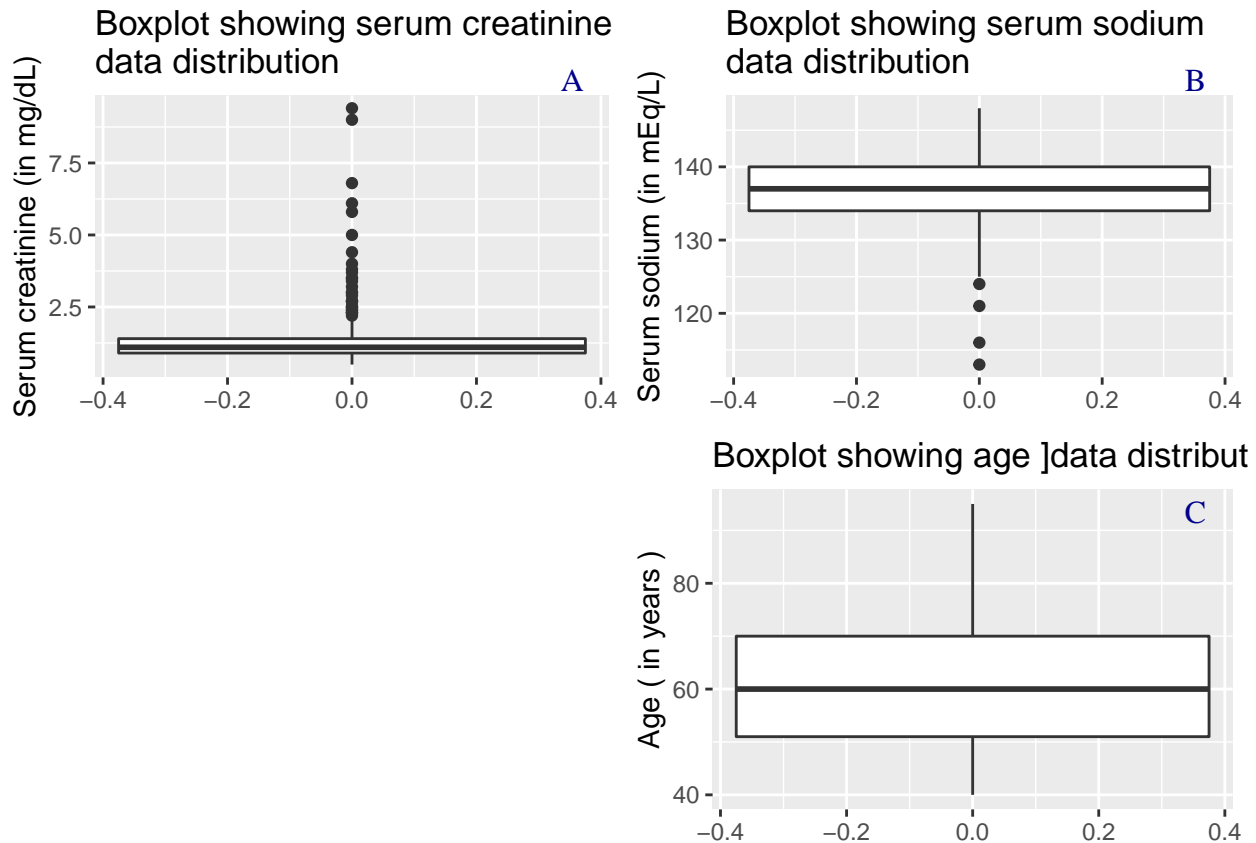 Boxplot showing serum creatinine
data distribution
A
Serum creatinine (in mg/dL)
7.5
5.0
2.5
−0.4 −0.2 0.0 0.2 0.4
Boxplot showing serum sodium
data distribution
B
Serum sodium (in mEq/L)
140
130
120
−0.4 −0.2 0.0 0.2 0.4
Boxplot showing age ]data distribut
C
Age ( in years )
80
60
40
−0.4 −0.2 0.0 0.2 0.4